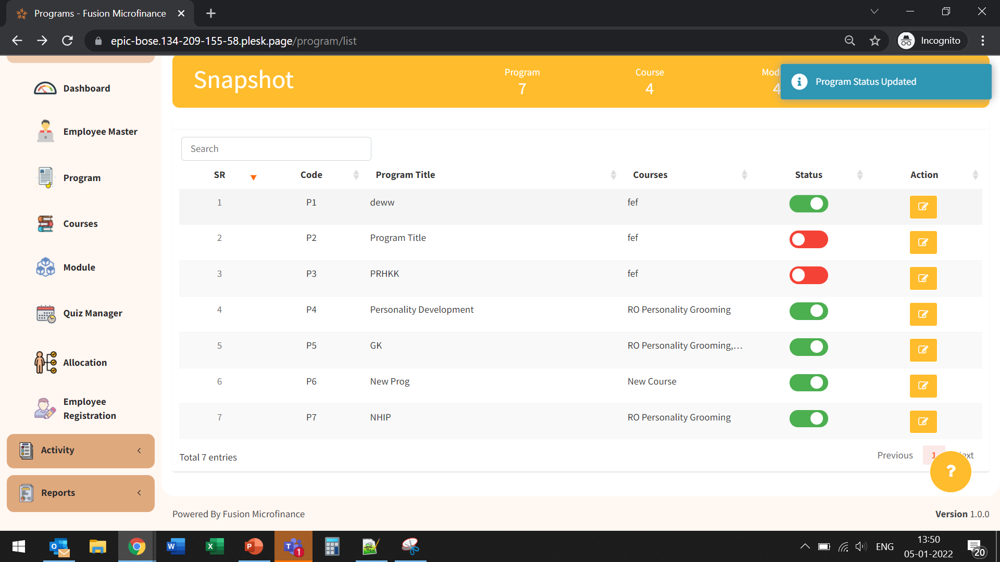 Programs - Fusion Microfinance
epic-bose.134-209-155-58.plesk.page/program/list
Incognito
Snapshot
Program
7
Course
4
Mod
4
Program Status Updated
Dashboard
Employee Master
Program
Courses
Module
Quiz Manager
Allocation
Employee
Registration
Activity
Reports
Search
SR Code Program Title Courses Status Action
1 P1 deww fef
2 P2 Program Title fef
3 P3 PRHKK fef
4 P4 Personality Development RO Personality Grooming
5 P5 GK RO Personality Grooming,...
6 P6 New Prog New Course
7 P7 NHIP RO Personality Grooming
Total 7 entries
Previous 1 ext
?
Powered By Fusion Microfinance
Version 1.0.0
ENG
13:50
05-01-2022
20